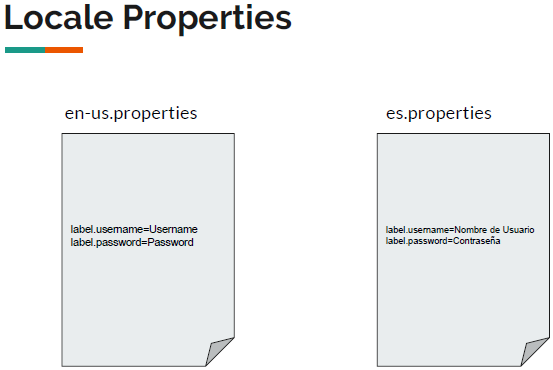 Locale Properties
en-us.properties
label.username=Username
label.password=Password
es.properties
label.username=Nombre de Usuario
label.password=Contraseña